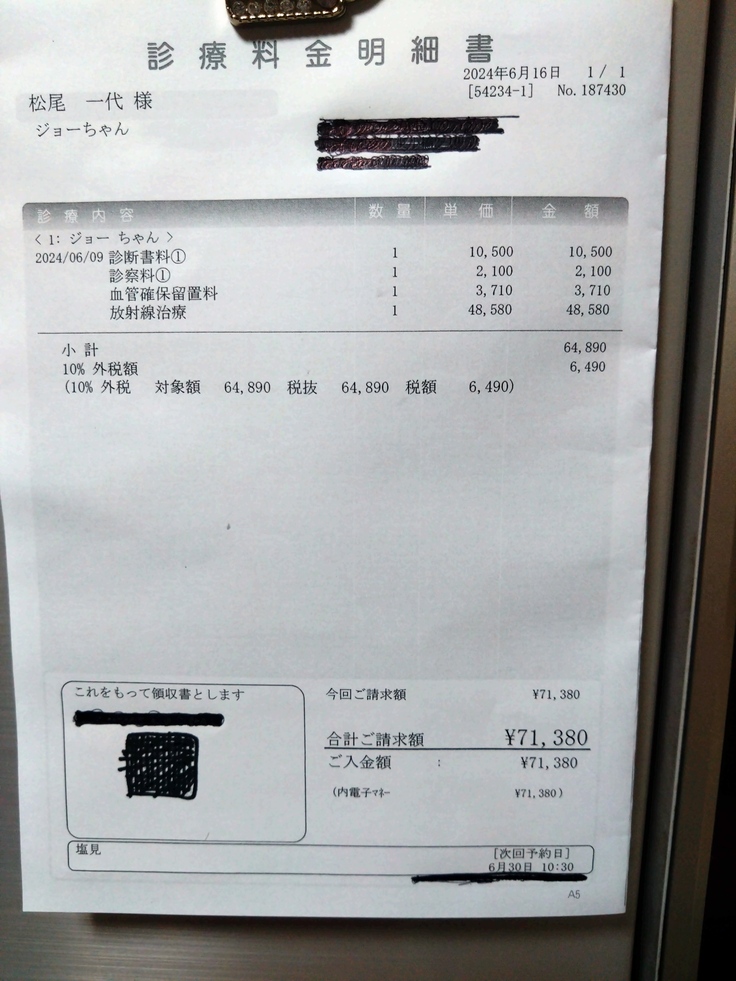 診療料金明細書
2024年6月16日 1/ 1
[54234-1] No.187430
松尾 一代 様
ジョーちゃん
診療内容 数量 単価 金額
< 1: ジョー ちゃん >
2024/06/09 診断書料① 1 10,500 10,500
診察料① 1 2,100 2,100
血管確保留置料 1 3,710 3,710
放射線治療 1 48,580 48,580
小 計 64,890
10% 外税額 6,490
(10% 外税 対象額 64,890 税抜 64,890 税額 6,490)
これをもって領収書とします
今回ご請求額 ¥71,380
合計ご請求額 ¥71,380
ご入金額 : ¥71,380
(内電子ﾏﾈｰ ¥71,380)
塩見
[次回予約日]
6月30日 10:30
A5